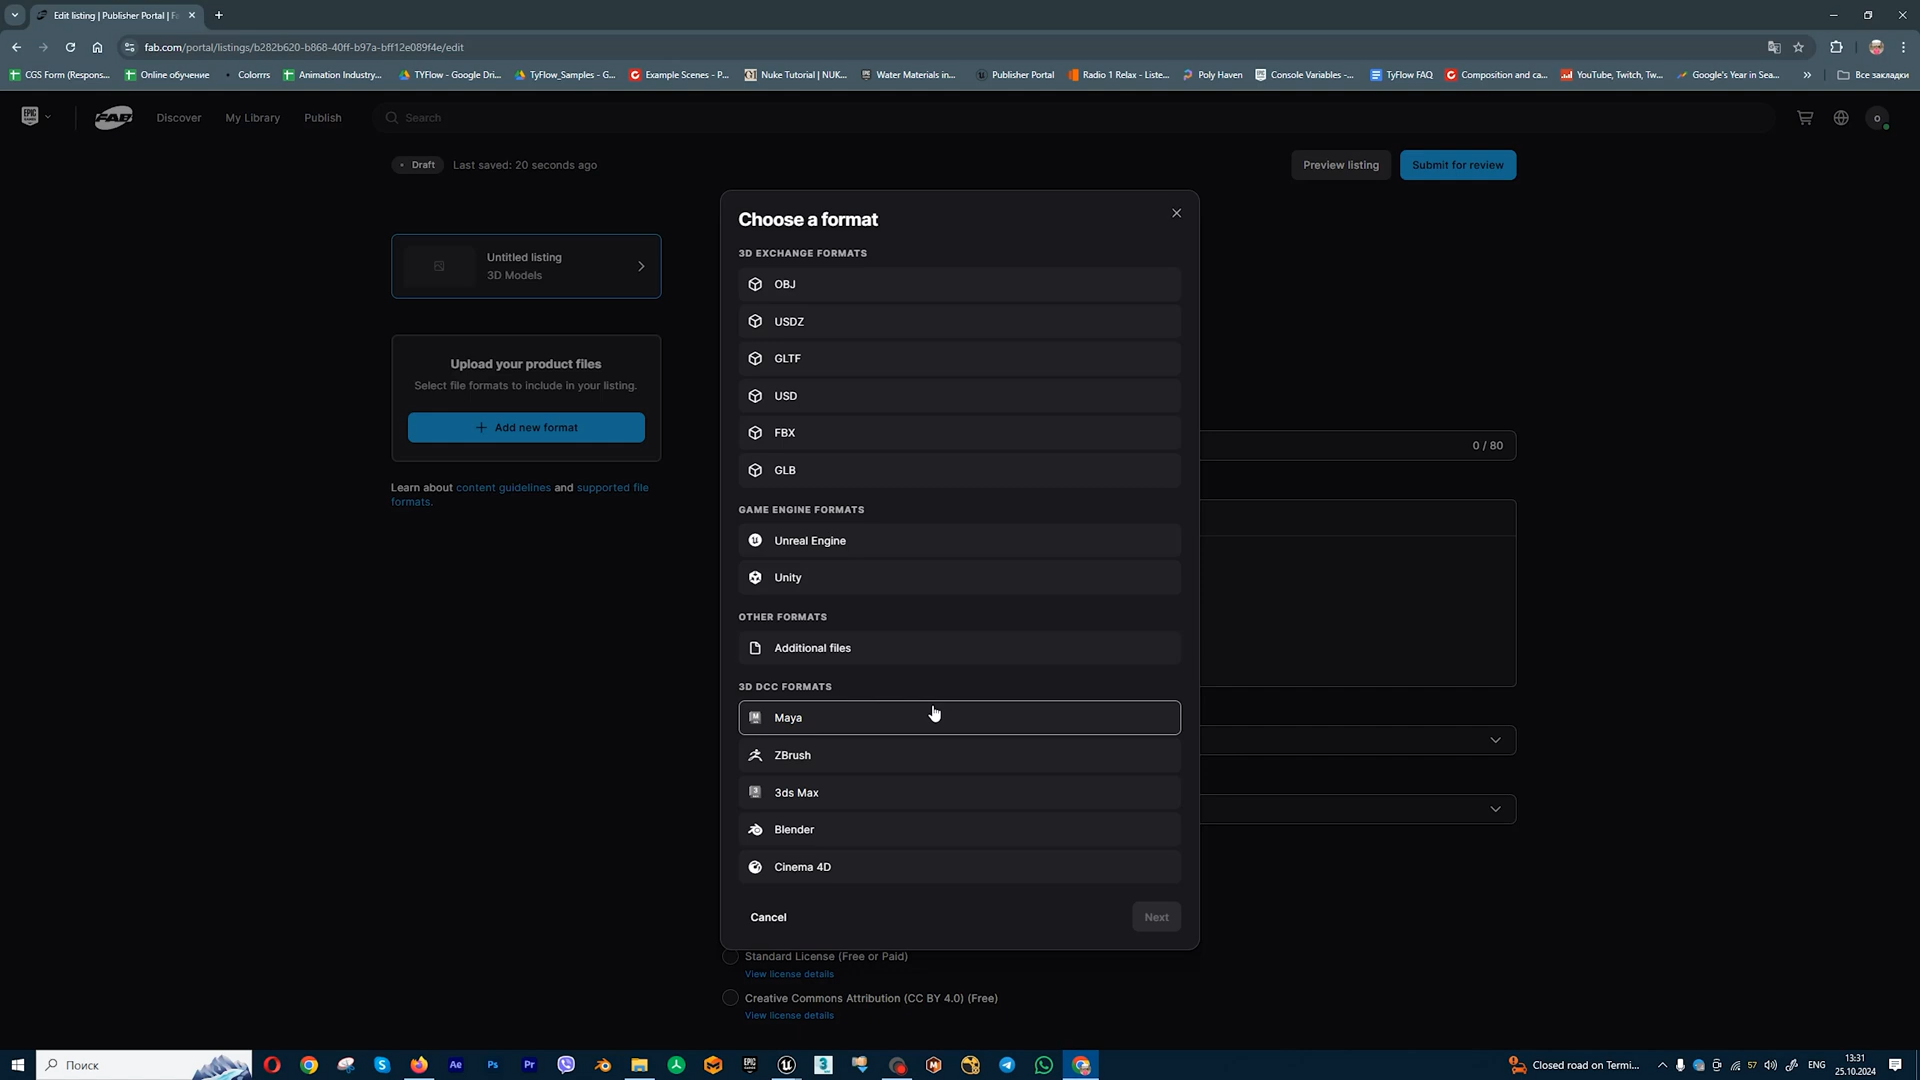 Edit listing | Publisher Portal | F
fab.com/portal/listings/b282b620-b868-40ff-b97a-bff12e089f4e/edit
CGS Form (Respons...
Online обучение
Colorrs
Animation Industry...
TYFlow - Google Dri...
TyFlow_Samples - G...
Example Scenes - P...
Nuke Tutorial | NUK...
Water Materials in...
Publisher Portal
Radio 1 Relax - Liste...
Poly Haven
Console Variables -...
TyFlow FAQ
Composition and ca...
YouTube, Twitch, Tw...
Google's Year in Sea...
»
Все закладки
EPIC GAMES
FAB
Discover
My Library
Publish
Search
O
Draft
Last saved: 20 seconds ago
Preview listing
Submit for review
Untitled listing
3D Models
Upload your product files
Select file formats to include in your listing.
+ Add new format
Learn about content guidelines and supported file
formats.
Choose a format
3D EXCHANGE FORMATS
OBJ
USDZ
GLTF
USD
FBX
GLB
GAME ENGINE FORMATS
Unreal Engine
Unity
OTHER FORMATS
Additional files
3D DCC FORMATS
Maya
ZBrush
3ds Max
Blender
Cinema 4D
Cancel
Next
0 / 80
Standard License (Free or Paid)
View license details
Creative Commons Attribution (CC BY 4.0) (Free)
View license details
Поиск
Ae
Ps
Pr
Closed road on Termi...
57
ENG
13:31
25.10.2024